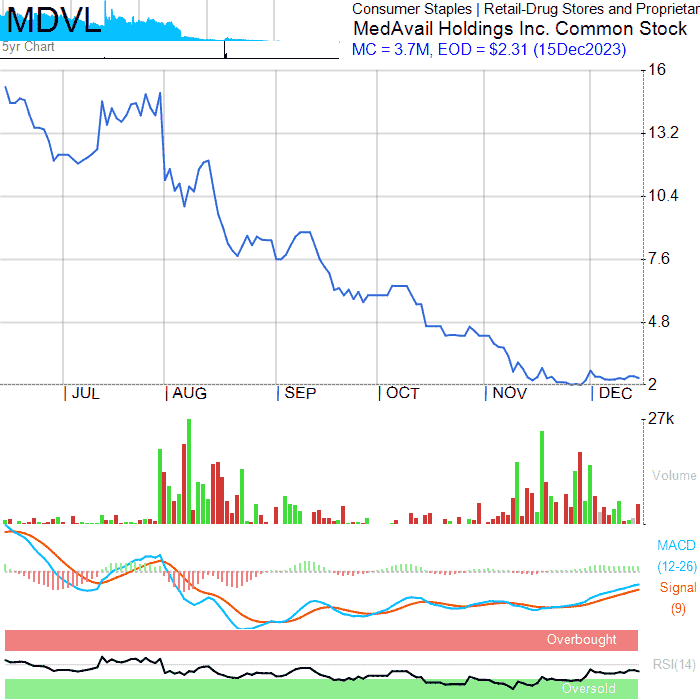 MDVL
5yr Chart
Consumer Staples | Retail-Drug Stores and Proprietar
MedAvail Holdings Inc. Common Stock
MC = 3.7M, EOD = $2.31 (15Dec2023)
16
13.2
10.4
7.6
4.8
2
JUL AUG SEP OCT NOV DEC
27k
Volume
MACD
(12-26)
Signal
(9)
Overbought
RSI(14)
Oversold